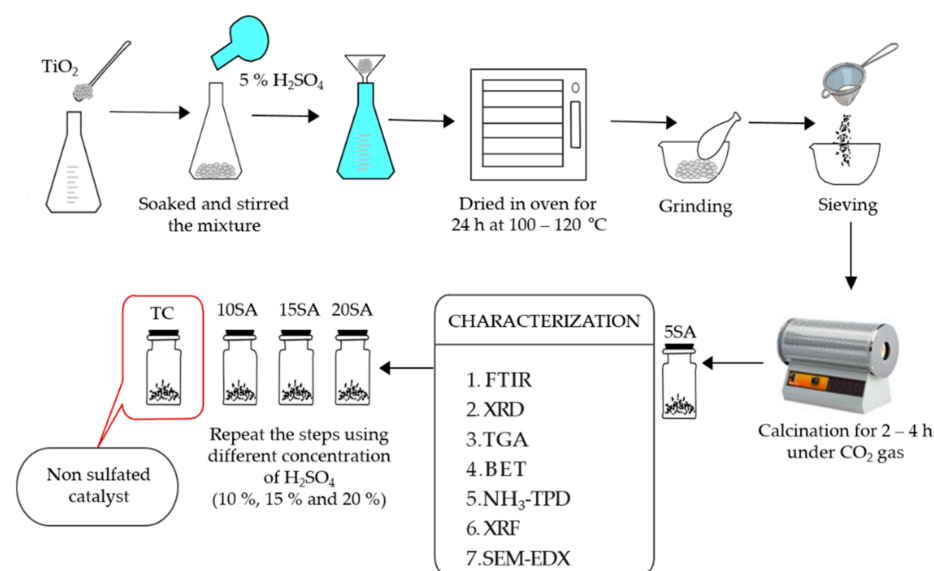 TiO₂
5 % H₂SO₄
Soaked and stirred
the mixture
Dried in oven for
24 h at 100 – 120 °C
Grinding
Sieving
TC
10SA
15SA
20SA
CHARACTERIZATION
1. FTIR
2. XRD
3.TGA
4.BET
5.NH₃-TPD
6. XRF
7.SEM-EDX
5SA
Calcination for 2 – 4 h
under CO₂ gas
Repeat the steps using
different concentration
of H₂SO₄
(10 %, 15 % and 20 %)
Non sulfated
catalyst